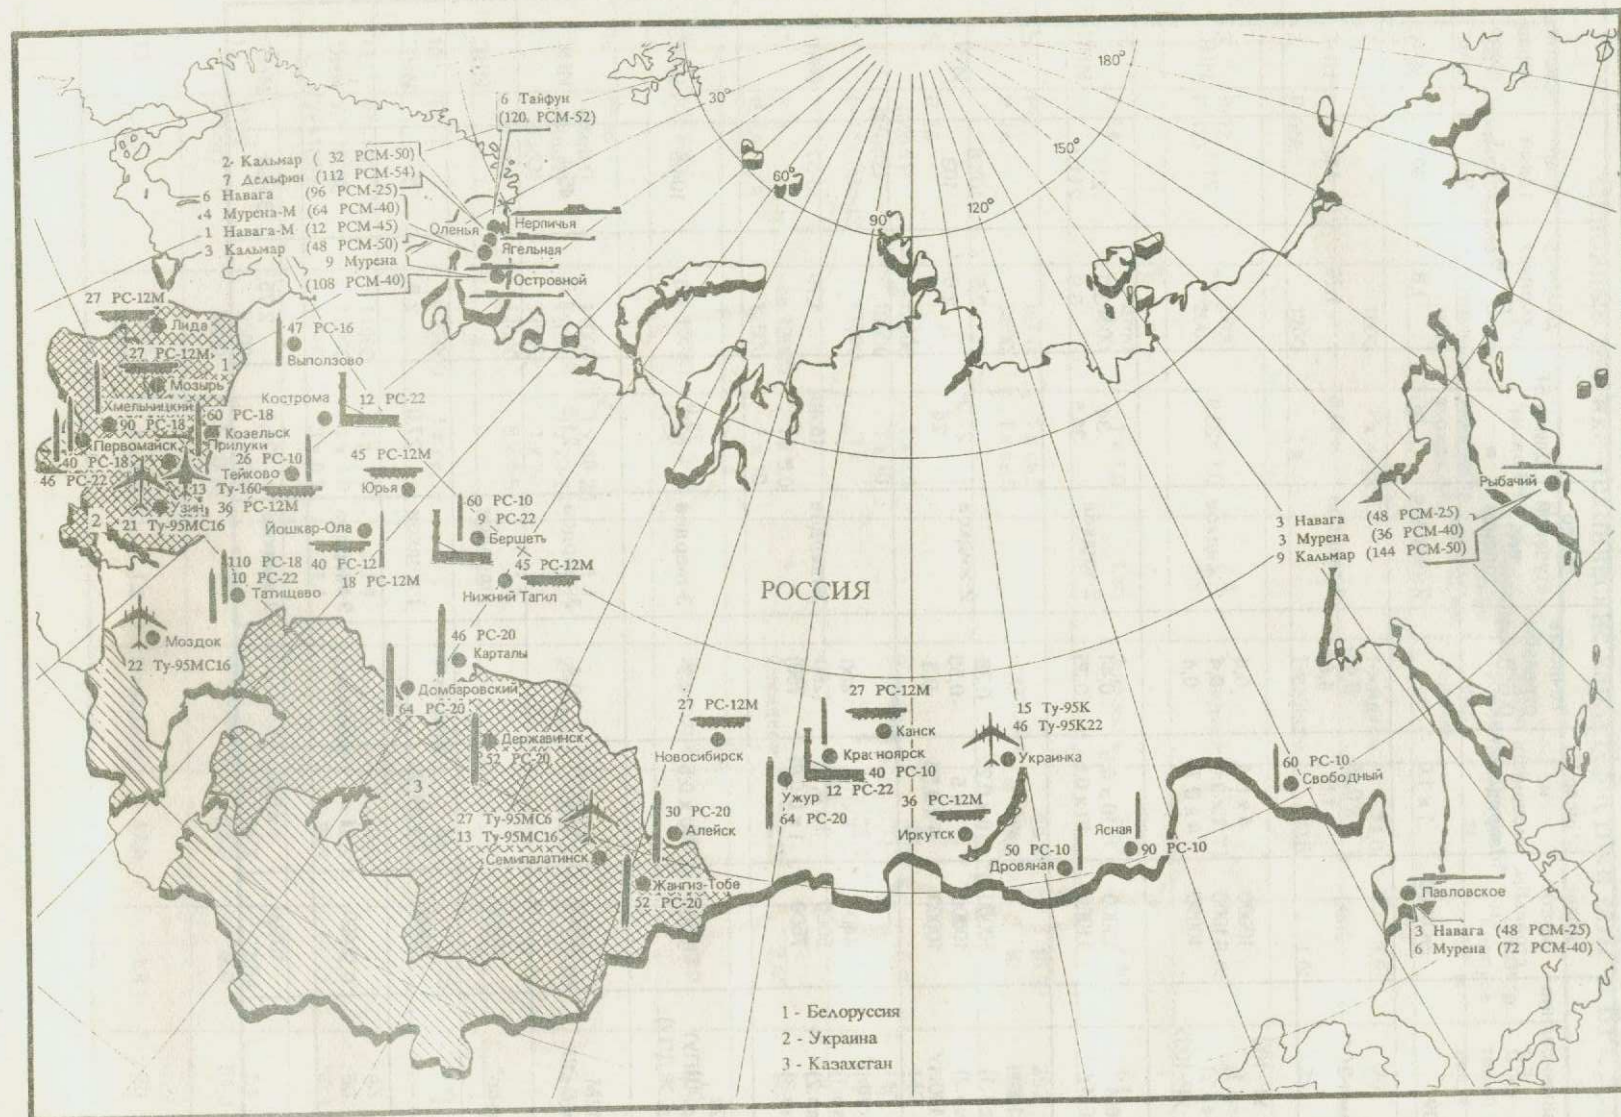 180°
30°
150°
60°
120°
90°
6 Тайфун
(120 РСМ-52)
2- Кальмар ( 32 РСМ-50)
7 Дельфин (112 РСМ-54)
6 Навага (96 РСМ-25)
4 Мурена-М (64 РСМ-40)
1 Навага-М (12 РСМ-45)
3 Кальмар (48 РСМ-50)
9 Мурена
(108 РСМ-40)
Оленья
Нерпичья
Ягельная
Островной
27 РС-12М
Лида
27 РС-12М
1
Мозырь
47 РС-16
Выползово
Кострома
12 РС-22
Хмельницкий
90 РС-18
60 РС-18
Козельск
Первомайск
Прилуки
40 РС-18
46 РС-22
26 РС-10
Тейково
13 Ту-160
Узин
36 РС-12М
2
21 Ту-95МС16
45 РС-12М
Юрья
60 РС-10
9 РС-22
Бершеть
Йошкар-Ола
40 РС-12
18 РС-12М
45 РС-12М
Нижний Тагил
110 РС-18
10 РС-22
Татищево
Моздок
22 Ту-95МС16
46 РС-20
Карталы
Домбаровский
64 РС-20
Державинск
52 РС-20
3
27 Ту-95МС6
13 Ту-95МС16
Семипалатинск
30 РС-20
Алейск
Жангиз-Тобе
52 РС-20
РОССИЯ
27 РС-12М
Новосибирск
27 РС-12М
Канск
Красноярск
40 РС-10
12 РС-22
Ужур
64 РС-20
15 Ту-95К
46 Ту-95К22
Украинка
36 РС-12М
Иркутск
50 РС-10
Дровяная
Ясная
90 РС-10
60 РС-10
Свободный
Рыбачий
3 Навага (48 РСМ-25)
3 Мурена (36 РСМ-40)
9 Кальмар (144 РСМ-50)
Павловское
3 Навага (48 РСМ-25)
6 Мурена (72 РСМ-40)
1 - Белоруссия
2 - Украина
3 - Казахстан